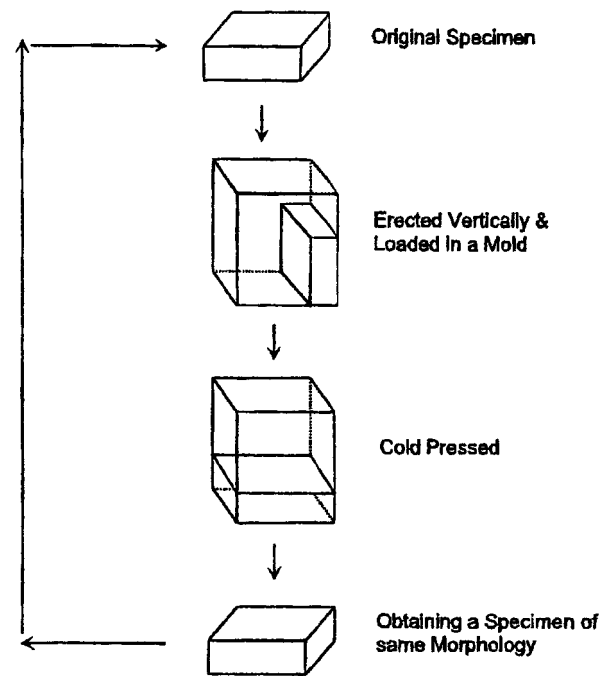 Original Specimen
Erected Vertically &
Loaded in a Mold
Cold Pressed
Obtaining a Specimen of
same Morphology